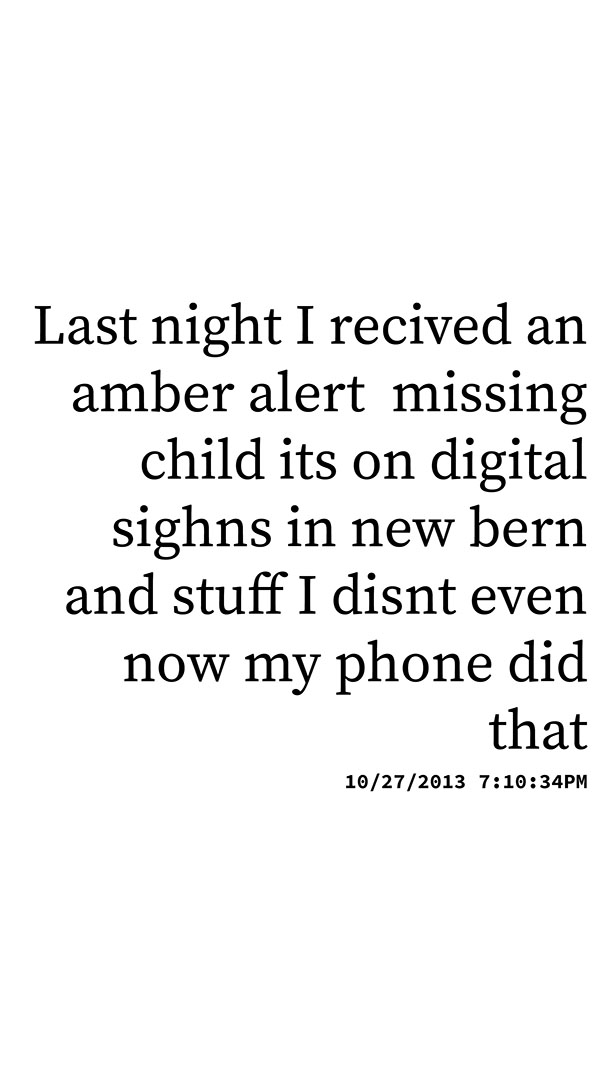 Last night I recived an
amber alert  missing
child its on digital
sighns in new bern
and stuff I disnt even
now my phone did
that
10/27/2013 7:10:34PM